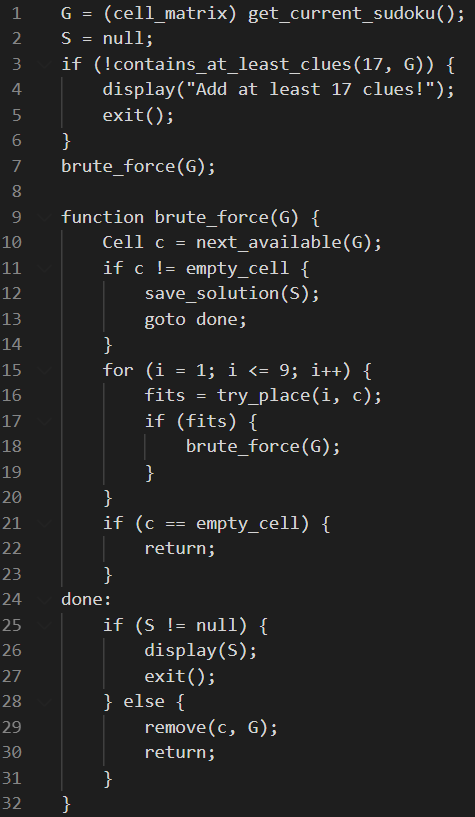 1 G = (cell_matrix) get_current_sudoku();
2 S = null;
3 if (!contains_at_least_clues(17, G)) {
4     display("Add at least 17 clues!");
5     exit();
6 }
7 brute_force(G);
8
9 function brute_force(G) {
10     Cell c = next_available(G);
11     if c != empty_cell {
12         save_solution(S);
13         goto done;
14     }
15     for (i = 1; i <= 9; i++) {
16         fits = try_place(i, c);
17         if (fits) {
18             brute_force(G);
19         }
20     }
21     if (c == empty_cell) {
22         return;
23     }
24 done:
25     if (S != null) {
26         display(S);
27         exit();
28     } else {
29         remove(c, G);
30         return;
31     }
32 }